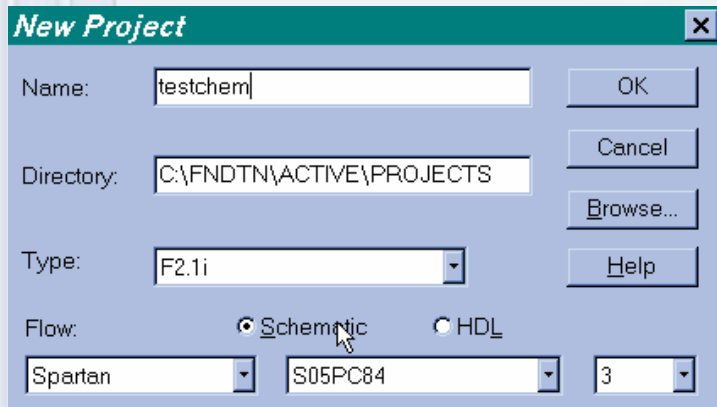 New Project
Name: testchem OK
Cancel
Directory: C:\FNDTN\ACTIVE\PROJECTS
Browse...
Type: F2.1i Help
Flow: Schematic HDL
Spartan S05PC84 3